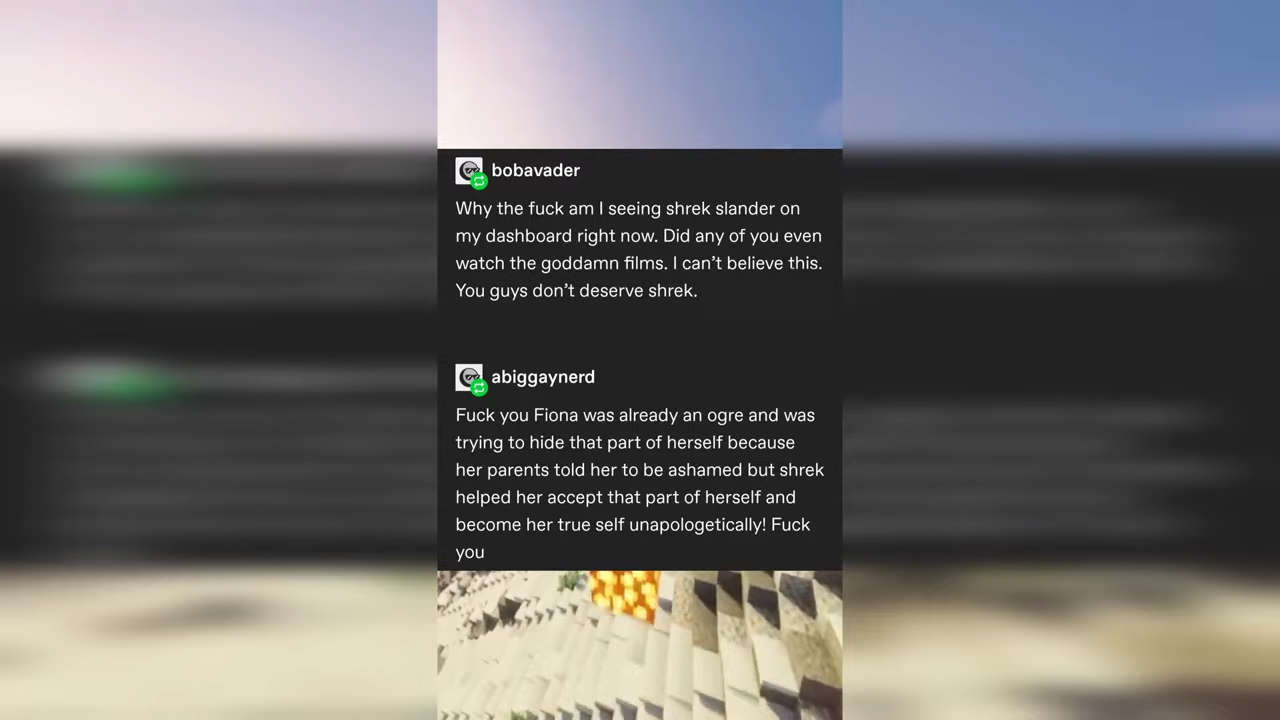 bobavader
Why the fuck am I seeing shrek slander on
my dashboard right now. Did any of you even
watch the goddamn films. I can’t believe this.
You guys don’t deserve shrek.
abiggaynerd
Fuck you Fiona was already an ogre and was
trying to hide that part of herself because
her parents told her to be ashamed but shrek
helped her accept that part of herself and
become her true self unapologetically! Fuck
you